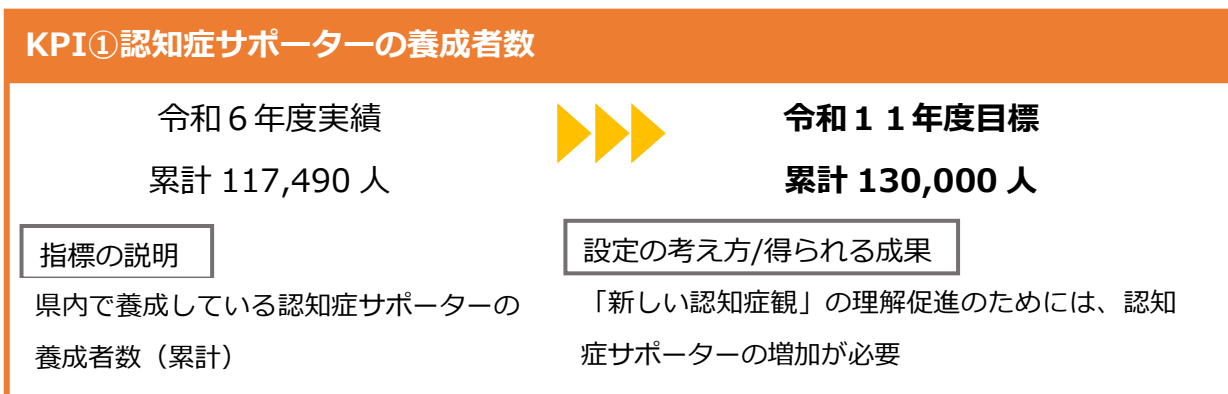 KPI①認知症サポーターの養成者数
令和６年度実績
累計 117,490 人
令和１１年度目標
累計 130,000 人
指標の説明
県内で養成している認知症サポーターの
養成者数（累計）
設定の考え方/得られる成果
「新しい認知症観」の理解促進のためには、認知
症サポーターの増加が必要